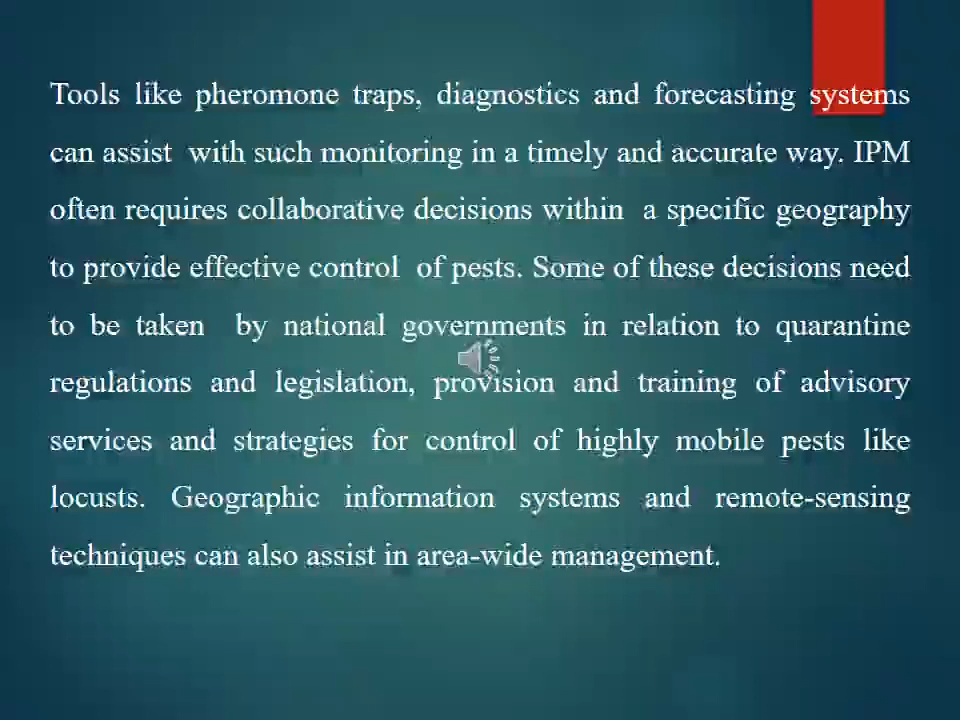 Tools like pheromone traps, diagnostics and forecasting systems
can assist with such monitoring in a timely and accurate way. IPM
often requires collaborative decisions within a specific geography
to provide effective control of pests. Some of these decisions need
to be taken by national governments in relation to quarantine
regulations and legislation, provision and training of advisory
services and strategies for control of highly mobile pests like
locusts. Geographic information systems and remote-sensing
techniques can also assist in area-wide management.